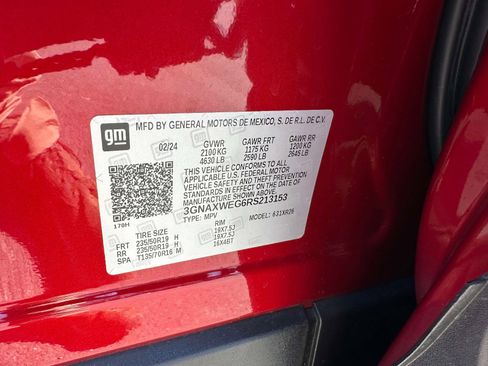 gm
MFD BY GENERAL MOTORS DE MEXICO, S. DE R.L. DE C.V.
02/24 GVWR GAWR FRT GAWR RR
2100 KG 1175 KG 1200 KG
4630 LB 2590 LB 2645 LB
THIS VEHICLE CONFORMS TO ALL APPLICABLE U.S.
FEDERAL MOTOR VEHICLE
SAFETY, BUMPER, AND THEFT PREVENTION STANDARDS IN EFFECT ON THE DATE OF
MANUFACTURE SHOWN ABOVE.
3GNAXWEG6RS213153
170H TYPE: MPV MODEL: 631XR26
TIRE SIZE RIM
FRT 235/50R19 H 19X7.5J
RR 235/50R19 H 19X7.5J
SPA T135/70R16 M 16X4BT